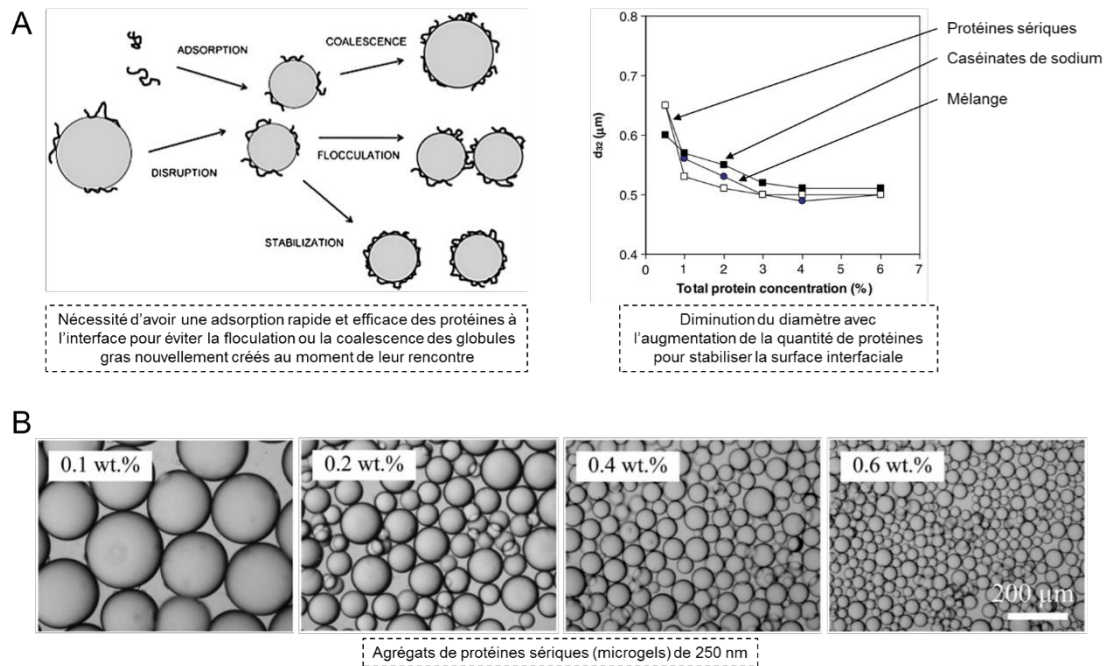 A
ADSORPTION
COALESCENCE
DISRUPTION
FLOCCULATION
STABILIZATION
Nécessité d'avoir une adsorption rapide et efficace des protéines à
l'interface pour éviter la floculation ou la coalescence des globules
gras nouvellement créés au moment de leur rencontre
0.8
0.7
0.6
0.5
0.4
d32 (µm)
0 1 2 3 4 5 6 7
Total protein concentration (%)
Protéines sériques
Caséinates de sodium
Mélange
Diminution du diamètre avec
l'augmentation de la quantité de protéines
pour stabiliser la surface interfaciale
B
0.1 wt.%
0.2 wt.%
0.4 wt.%
0.6 wt.%
200 µm
Agrégats de protéines sériques (microgels) de 250 nm